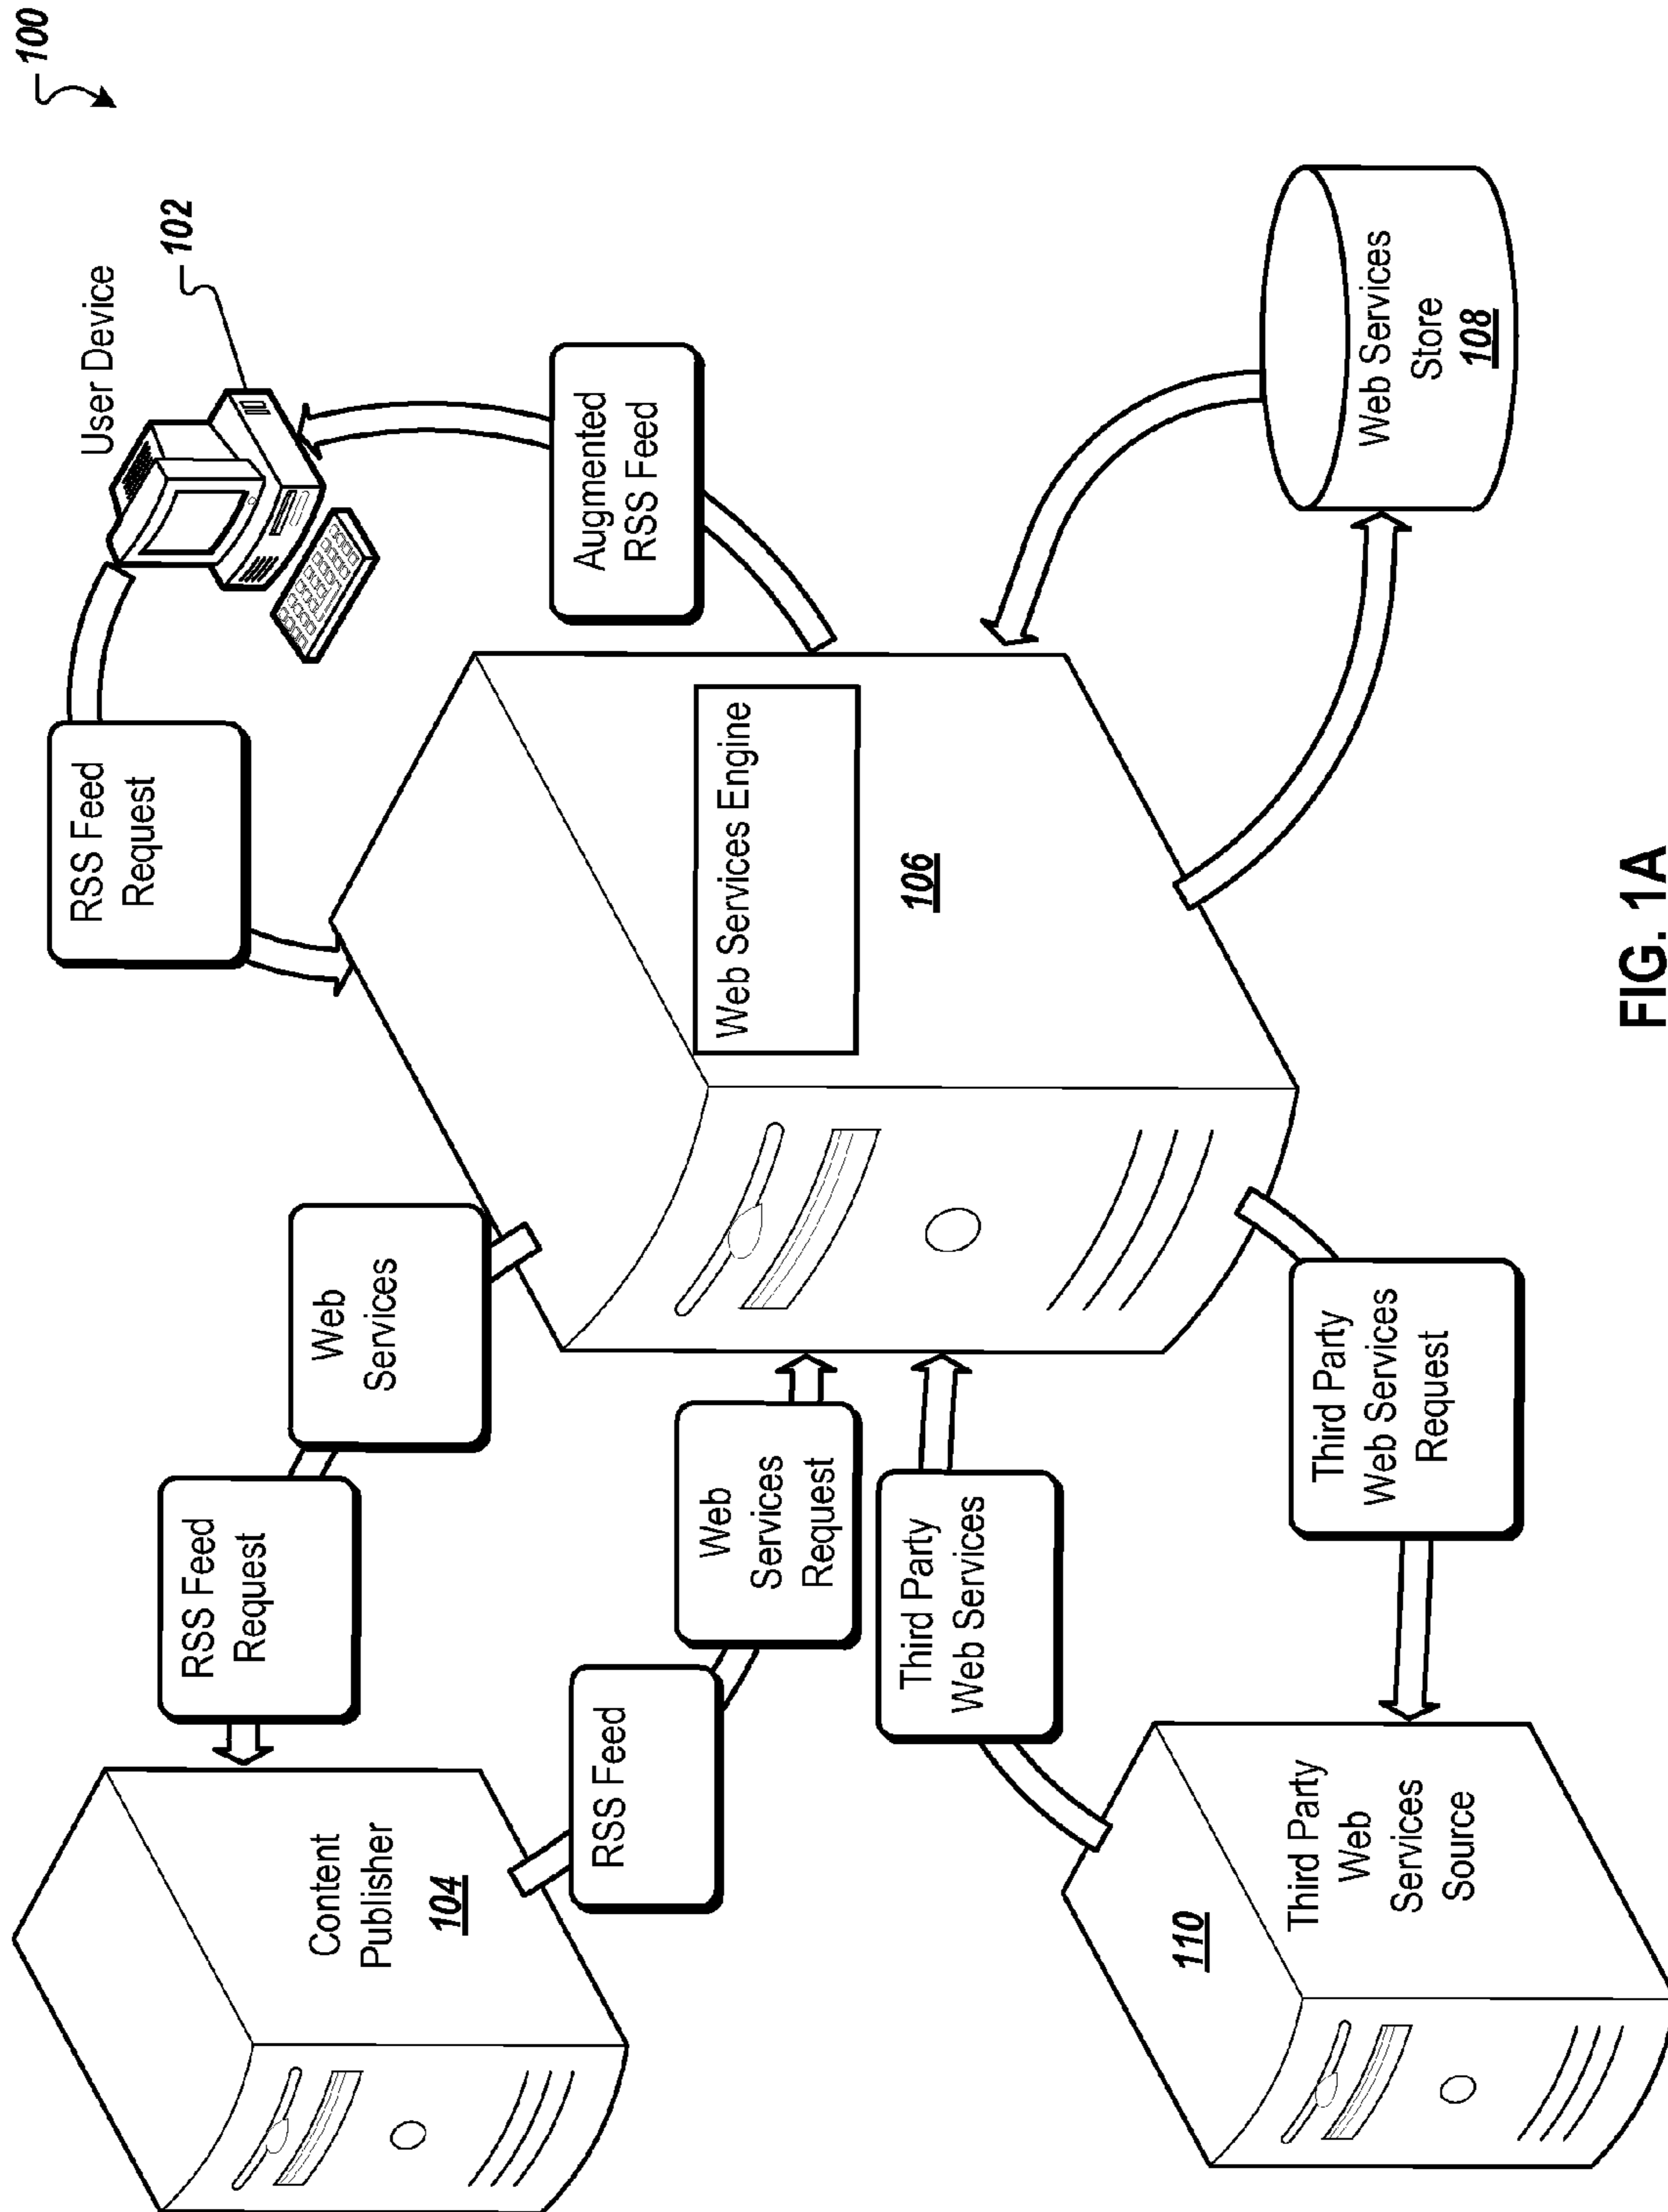 100
User Device
102
RSS Feed
Request
Augmented
RSS Feed
Web
Services
RSS Feed
Request
Content
Publisher
104
RSS Feed
Web
Services
Request
Web Services Engine
106
Web Services
Store
108
Third Party
Web Services
Third Party
Web Services
Request
110
Third Party
Web
Services
Source
FIG. 1A